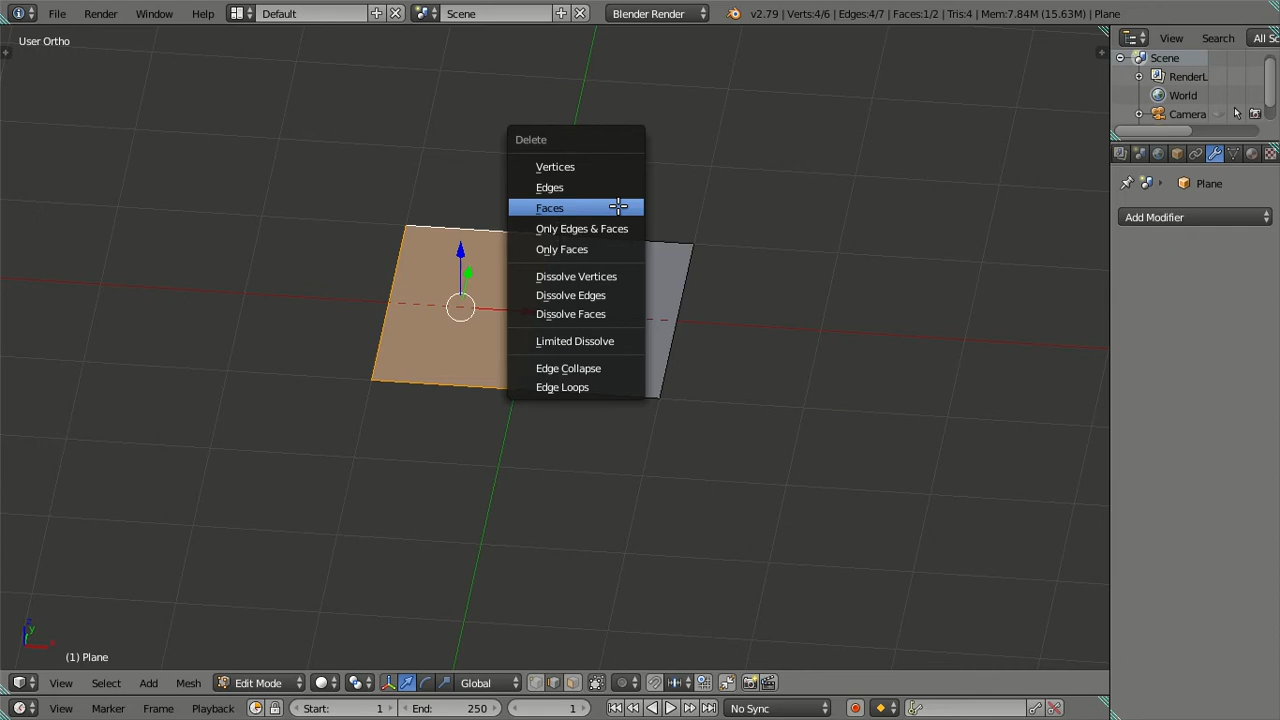 File Render Window Help Default Scene Blender Render v2.79 | Verts:4/6 | Edges:4/7 | Faces:1/2 | Tris:4 | Mem:7.84M (15.63M) | Plane
User Ortho
View Search All Sc
Scene
RenderL
World
Camera
Plane
Add Modifier
Delete
Vertices
Edges
Faces
Only Edges & Faces
Only Faces
Dissolve Vertices
Dissolve Edges
Dissolve Faces
Limited Dissolve
Edge Collapse
Edge Loops
z
y
x
(1) Plane
View Select Add Mesh Edit Mode Global
View Marker Frame Playback Start: 1 End: 250 1 No Sync